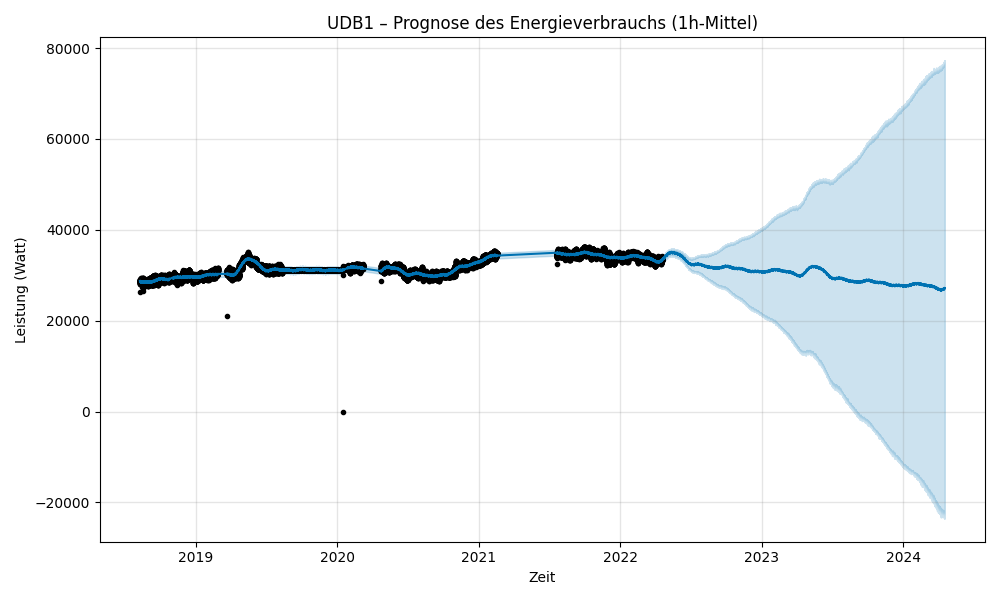 UDB1 – Prognose des Energieverbrauchs (1h-Mittel)
80000
60000
40000
20000
0
−20000
Leistung (Watt)
2019 2020 2021 2022 2023 2024
Zeit